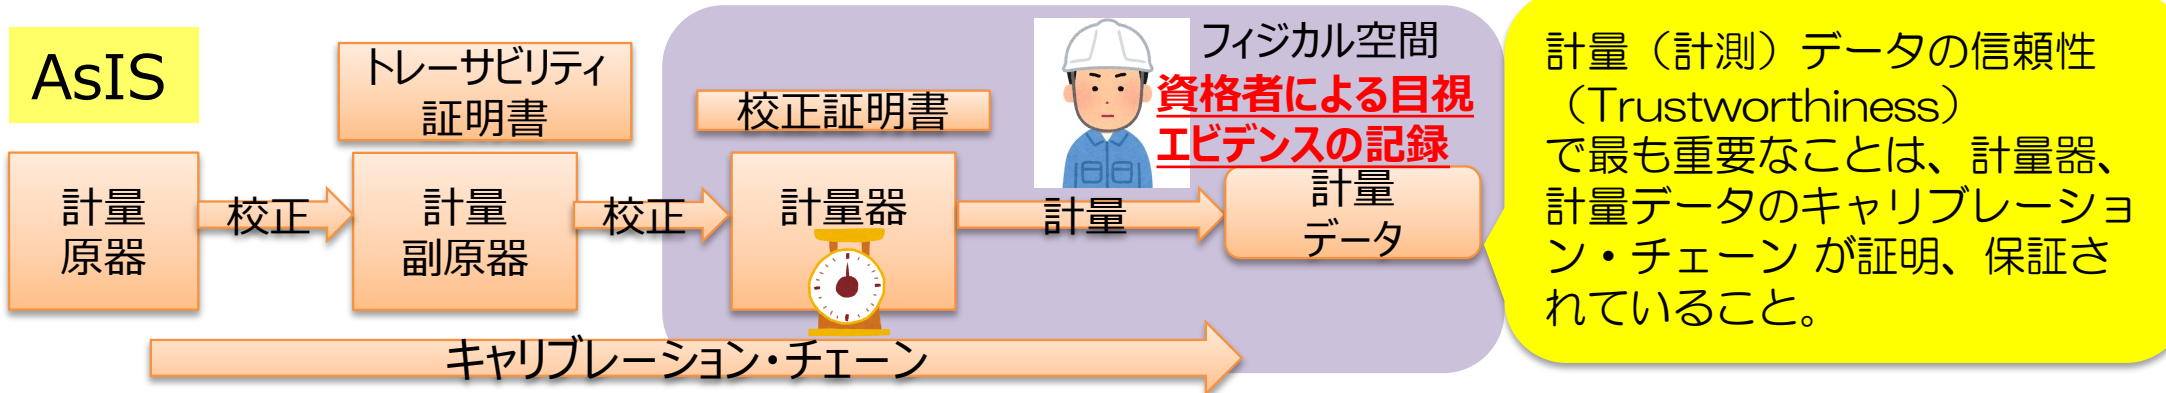 AsIS
トレーサビリティ
証明書
校正証明書
フィジカル空間
資格者による目視
エビデンスの記録
計量
原器
校正
計量
副原器
校正
計量器
計量
計量
データ
キャリブレーション・チェーン
計量（計測）データの信頼性
（Trustworthiness）
で最も重要なことは、計量器、
計量データのキャリブレーショ
ン・チェーン が証明、保証さ
れていること。